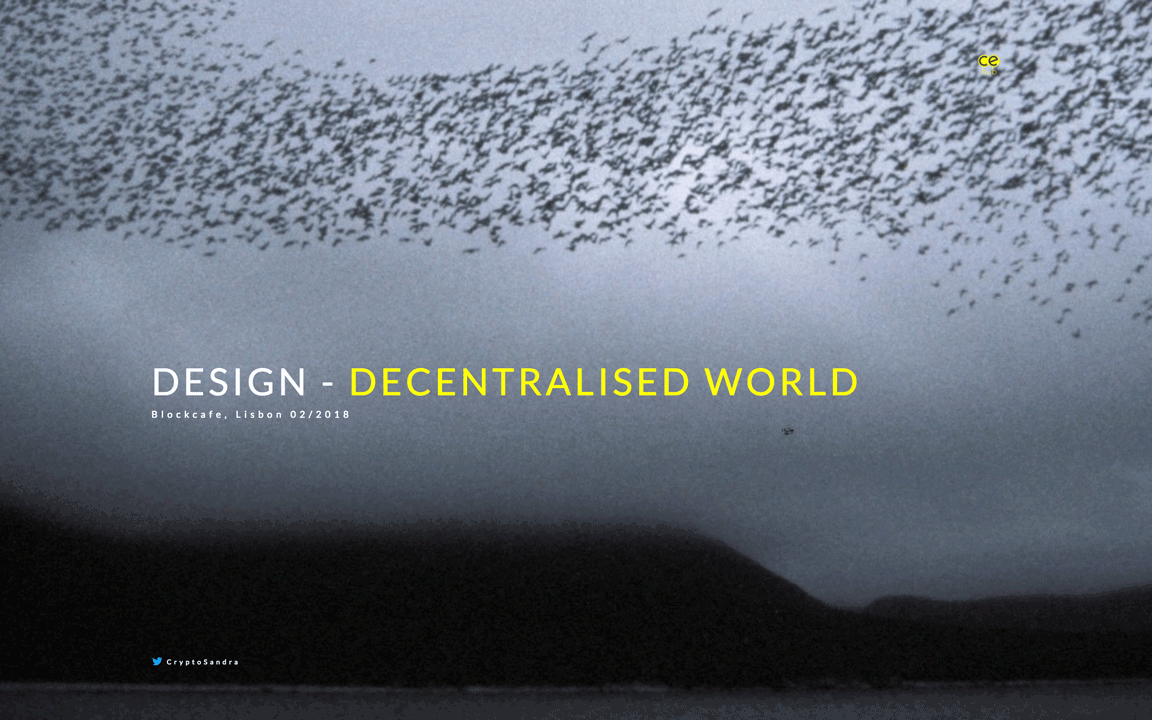 ce
DESIGN - DECENTRALISED WORLD
Blockcafe, Lisbon 02/2018
CryptoSandra